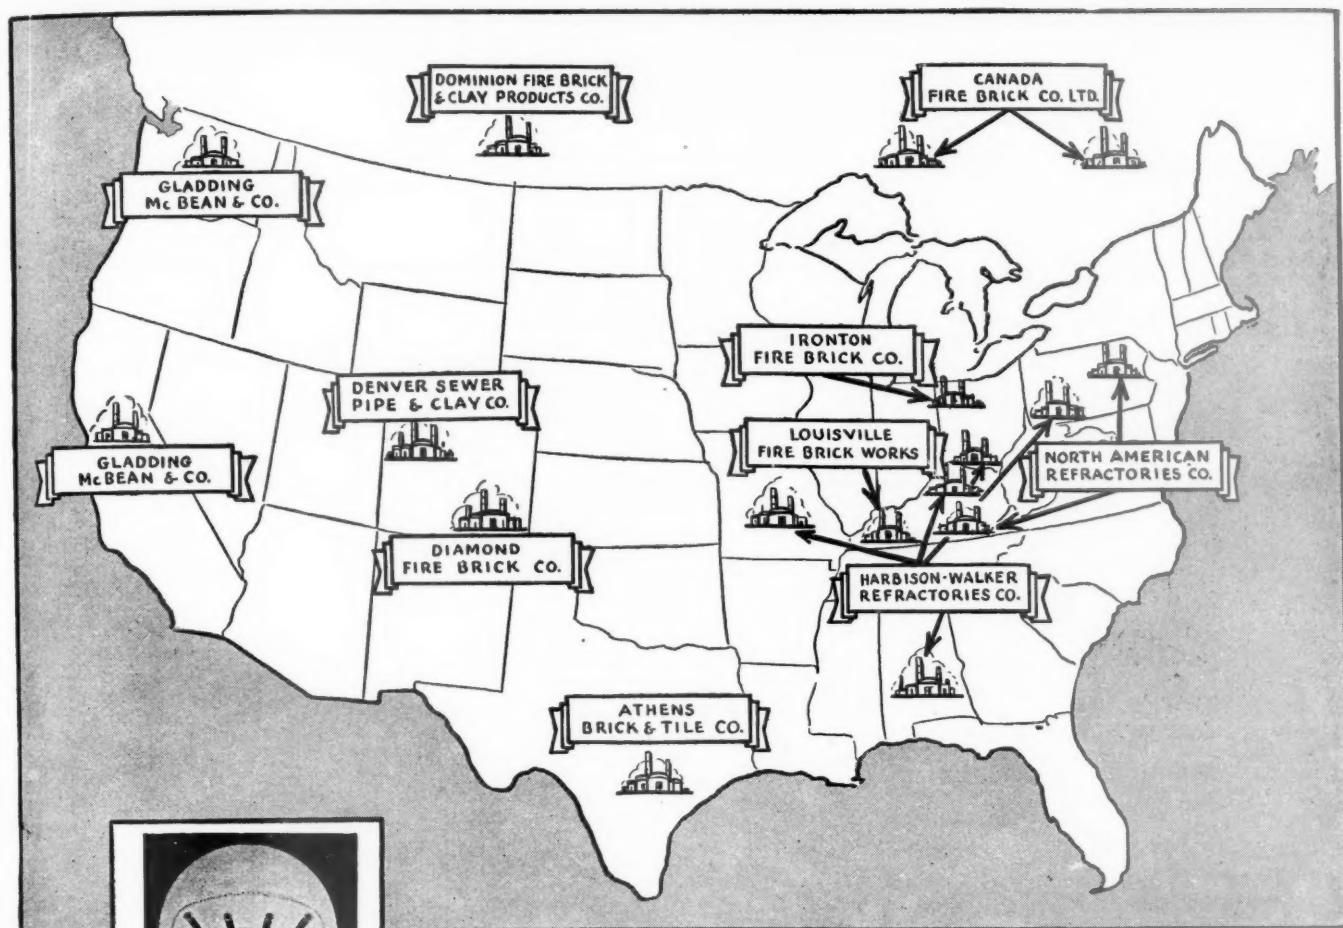 DOMINION FIRE BRICK
& CLAY PRODUCTS CO.
CANADA
FIRE BRICK CO. LTD.
GLADDING
Mc BEAN & CO.
IRONTON
FIRE BRICK CO.
DENVER SEWER
PIPE & CLAY CO.
LOUISVILLE
FIRE BRICK WORKS
NORTH AMERICAN
REFRACTORIES CO.
GLADDING
McBEAN & CO.
DIAMOND
FIRE BRICK CO.
HARBISON-WALKER
REFRACTORIES CO.
ATHENS
BRICK & TILE CO.